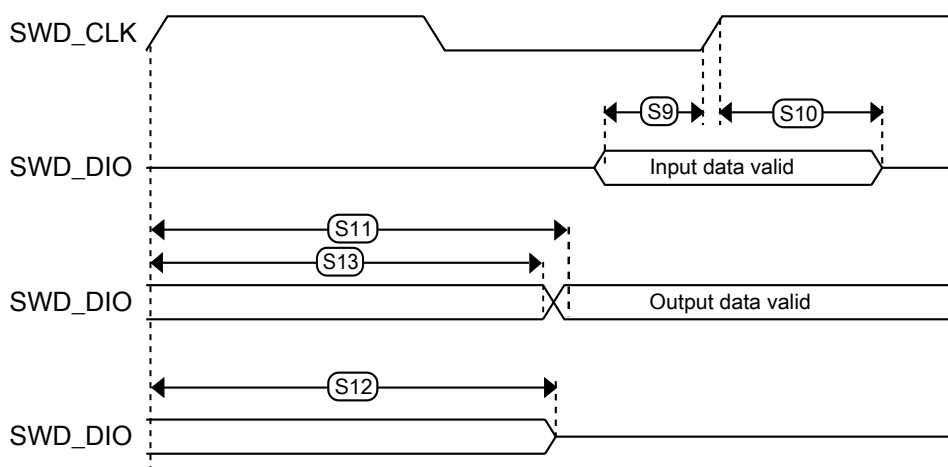 SWD_CLK
S9
S10
SWD_DIO
Input data valid
S11
S13
SWD_DIO
Output data valid
S12
SWD_DIO